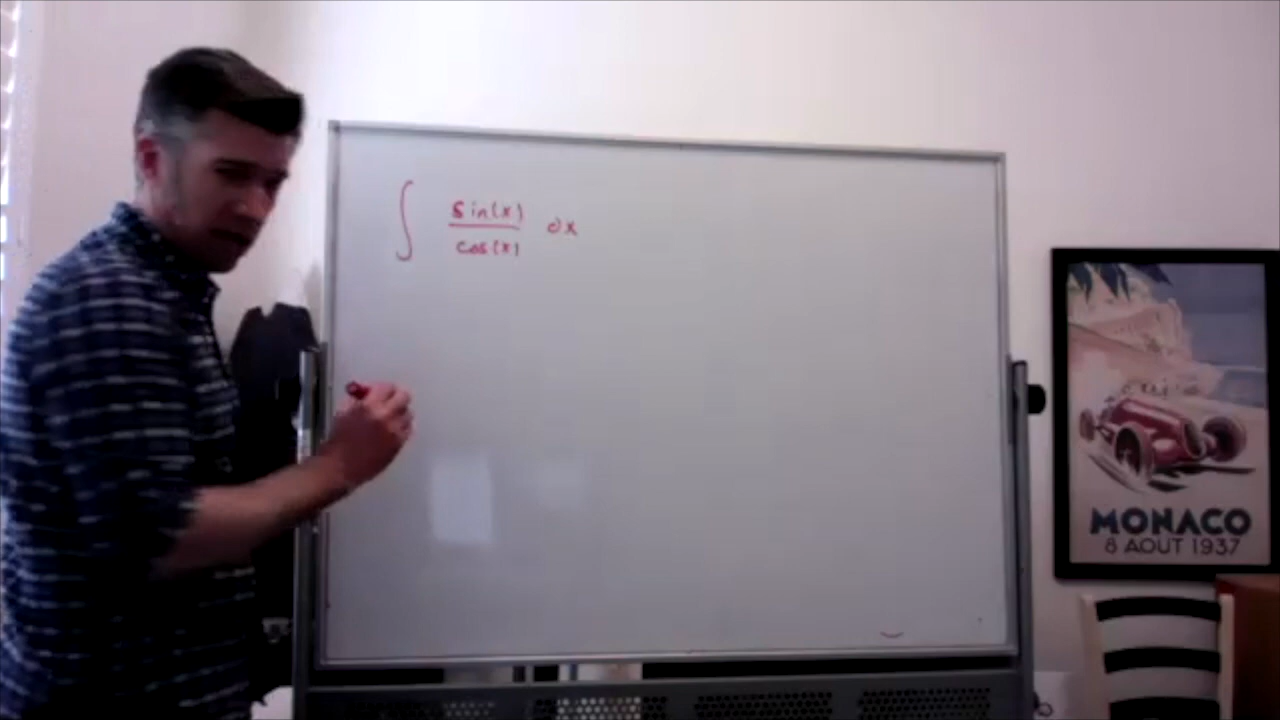 ∫ sin(x)/cos(x) dx
MONACO
8 AOUT 1937